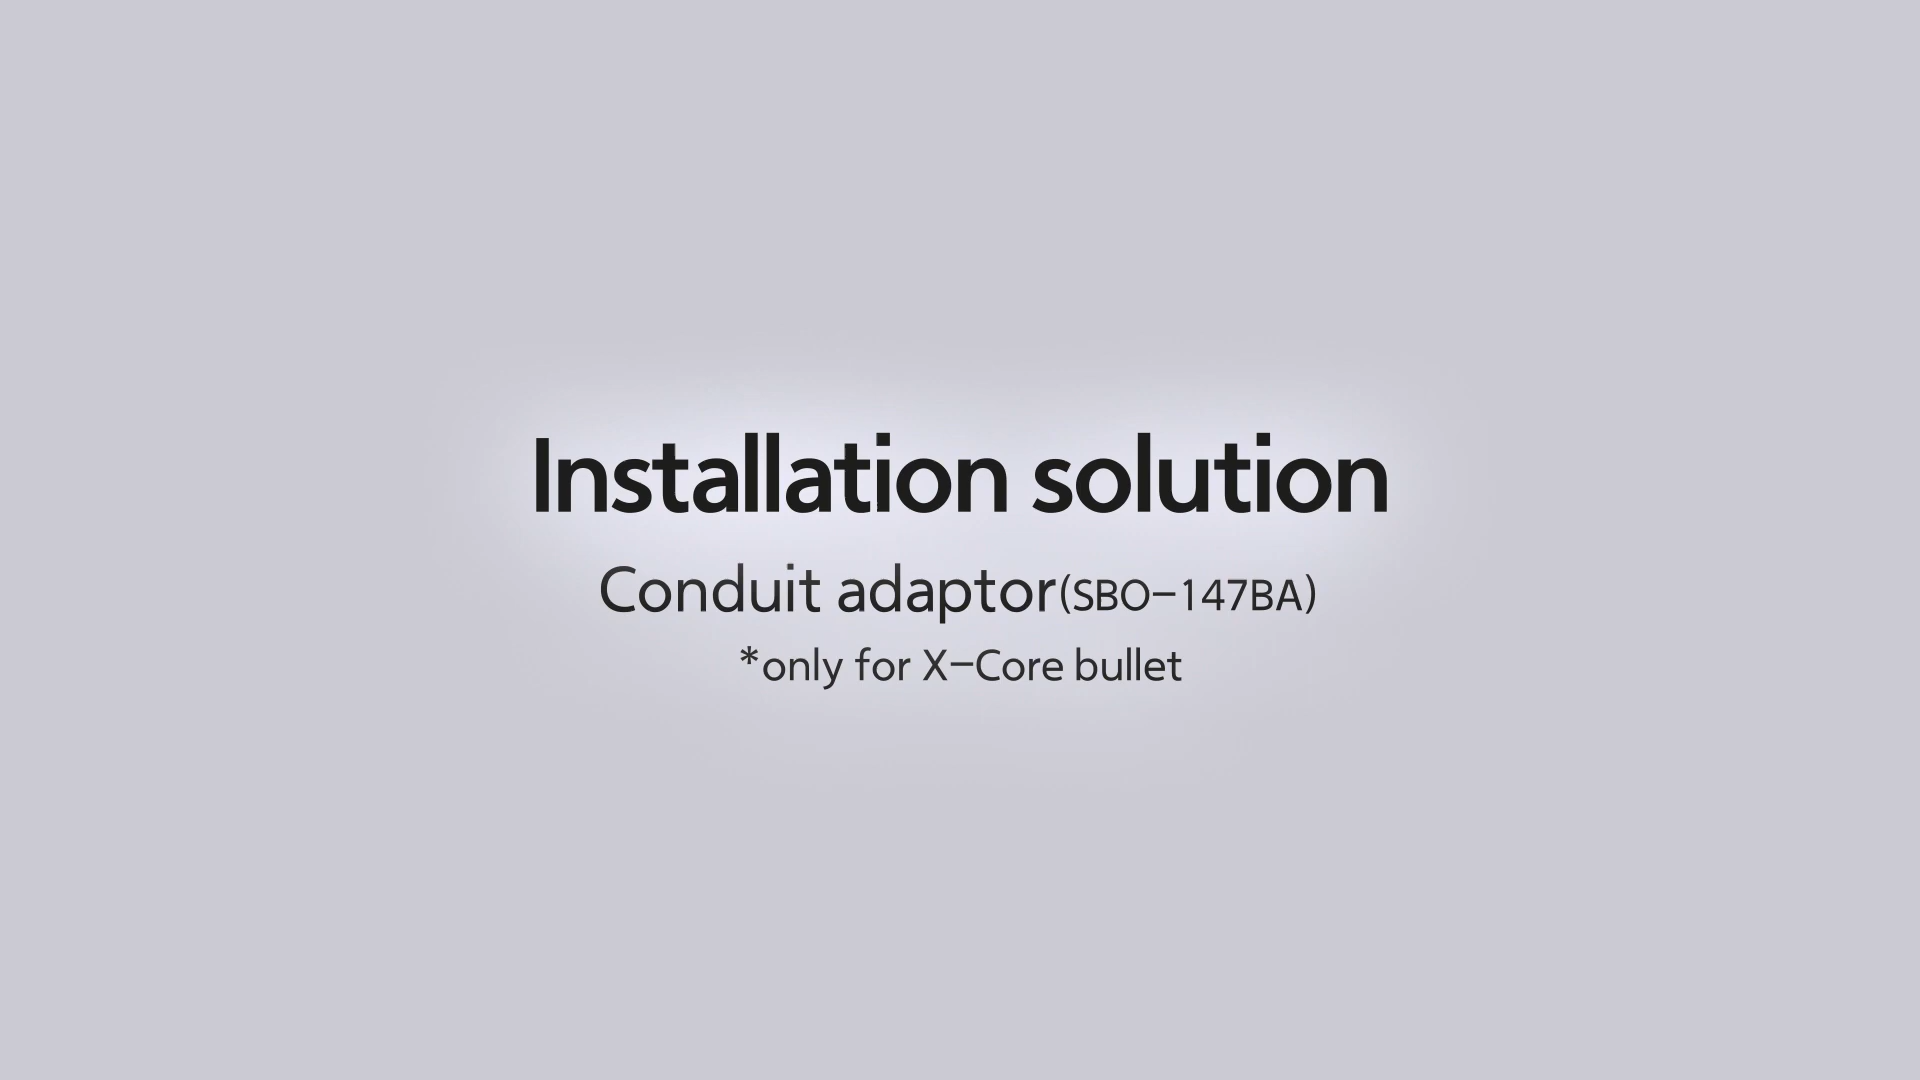 Installation solution
Conduit adaptor(SBO-147BA)
*only for X-Core bullet